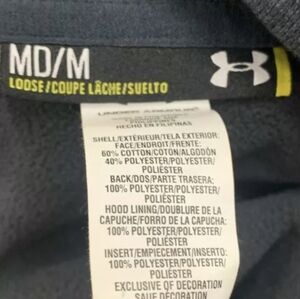 MD/M
LOOSE/COUPE LÂCHE/SUELTO
UNDER ARMOUR
PHILIPPINES
HECHO EN FILIPINAS
SHELL/EXTÉRIEUR/TELA EXTERIOR:
FACE/ENDROIT/FRENTE:
60% COTTON/COTON/ALGODÓN
40% POLYESTER/POLYESTER/
POLIÉSTER
BACK/DOS/PARTE TRASERA:
100% POLYESTER/POLYESTER/
POLIÉSTER
HOOD LINING/DOUBLURE DE LA
CAPUCHE/FORRO DE LA CAPUCHA:
100% POLYESTER/POLYESTER/
POLIÉSTER
INSERT/EMPIECEMENT/INSERTO:
100% POLYESTER/POLYESTER/
POLIÉSTER
EXCLUSIVE OF DECORATION
SAUF DÉCORATION